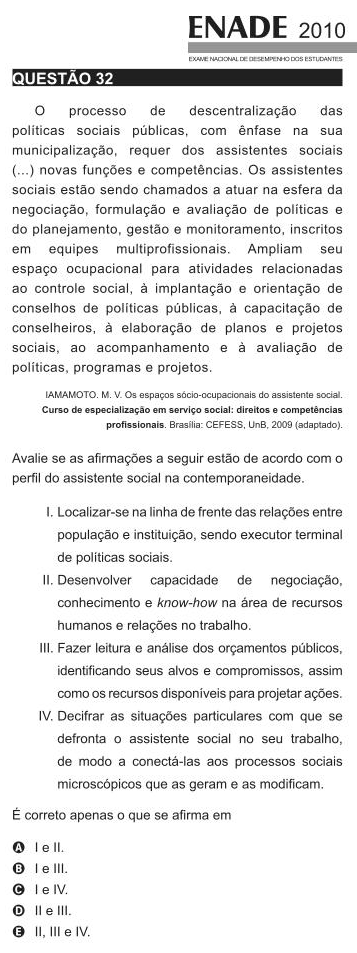 ENADE 2010
EXAME NACIONAL DE DESEMPENHO DOS ESTUDANTES
QUESTÃO 32
O processo de descentralização das
políticas sociais públicas, com ênfase na sua
municipalização, requer dos assistentes sociais
(...) novas funções e competências. Os assistentes
sociais estão sendo chamados a atuar na esfera da
negociação, formulação e avaliação de políticas e
do planejamento, gestão e monitoramento, inscritos
em equipes multiprofissionais. Ampliam seu
espaço ocupacional para atividades relacionadas
ao controle social, à implantação e orientação de
conselhos de políticas públicas, à capacitação de
conselheiros, à elaboração de planos e projetos
sociais, ao acompanhamento e à avaliação de
políticas, programas e projetos.
IAMAMOTO. M. V. Os espaços sócio-ocupacionais do assistente social.
Curso de especialização em serviço social: direitos e competências
profissionais. Brasília: CEFESS, UnB, 2009 (adaptado).
Avalie se as afirmações a seguir estão de acordo com o
perfil do assistente social na contemporaneidade.
I. Localizar-se na linha de frente das relações entre
população e instituição, sendo executor terminal
de políticas sociais.
II. Desenvolver capacidade de negociação,
conhecimento e know-how na área de recursos
humanos e relações no trabalho.
III. Fazer leitura e análise dos orçamentos públicos,
identificando seus alvos e compromissos, assim
como os recursos disponíveis para projetar ações.
IV. Decifrar as situações particulares com que se
defronta o assistente social no seu trabalho,
de modo a conectá-las aos processos sociais
microscópicos que as geram e as modificam.
É correto apenas o que se afirma em
A I e II.
B I e III.
C I e IV.
D II e III.
E II, III e IV.